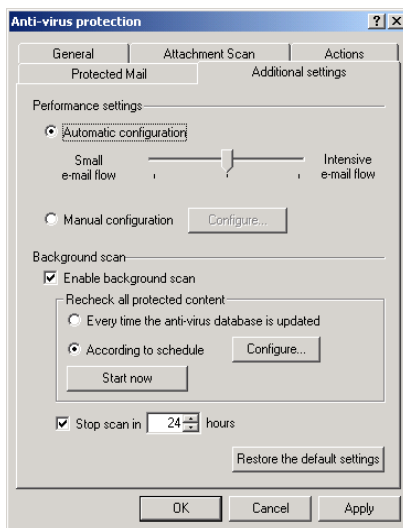 Anti-virus protection
General Attachment Scan Actions
Protected Mail Additional settings
Performance settings
Automatic configuration
Small e-mail flow
Intensive e-mail flow
Manual configuration Configure...
Background scan
Enable background scan
Recheck all protected content
Every time the anti-virus database is updated
According to schedule Configure...
Start now
Stop scan in 24 hours
Restore the default settings
OK Cancel Apply